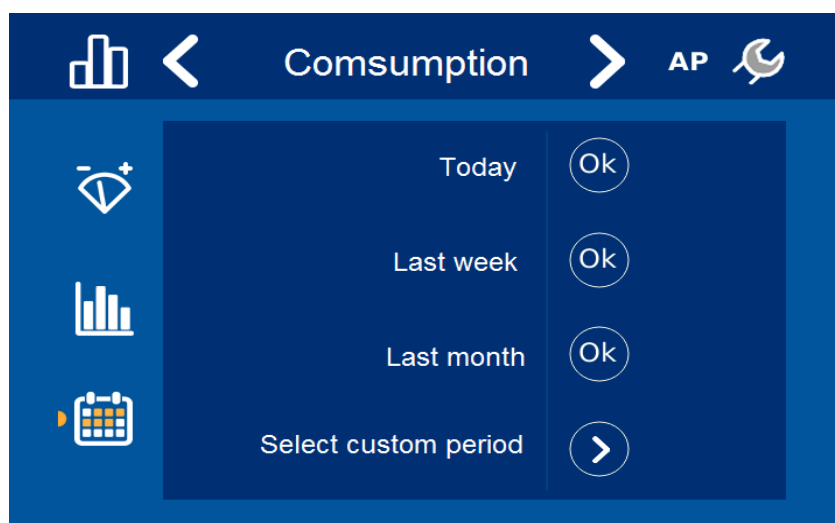 Comsumption
AP
Today
Ok
Last week
Ok
Last month
Ok
Select custom period